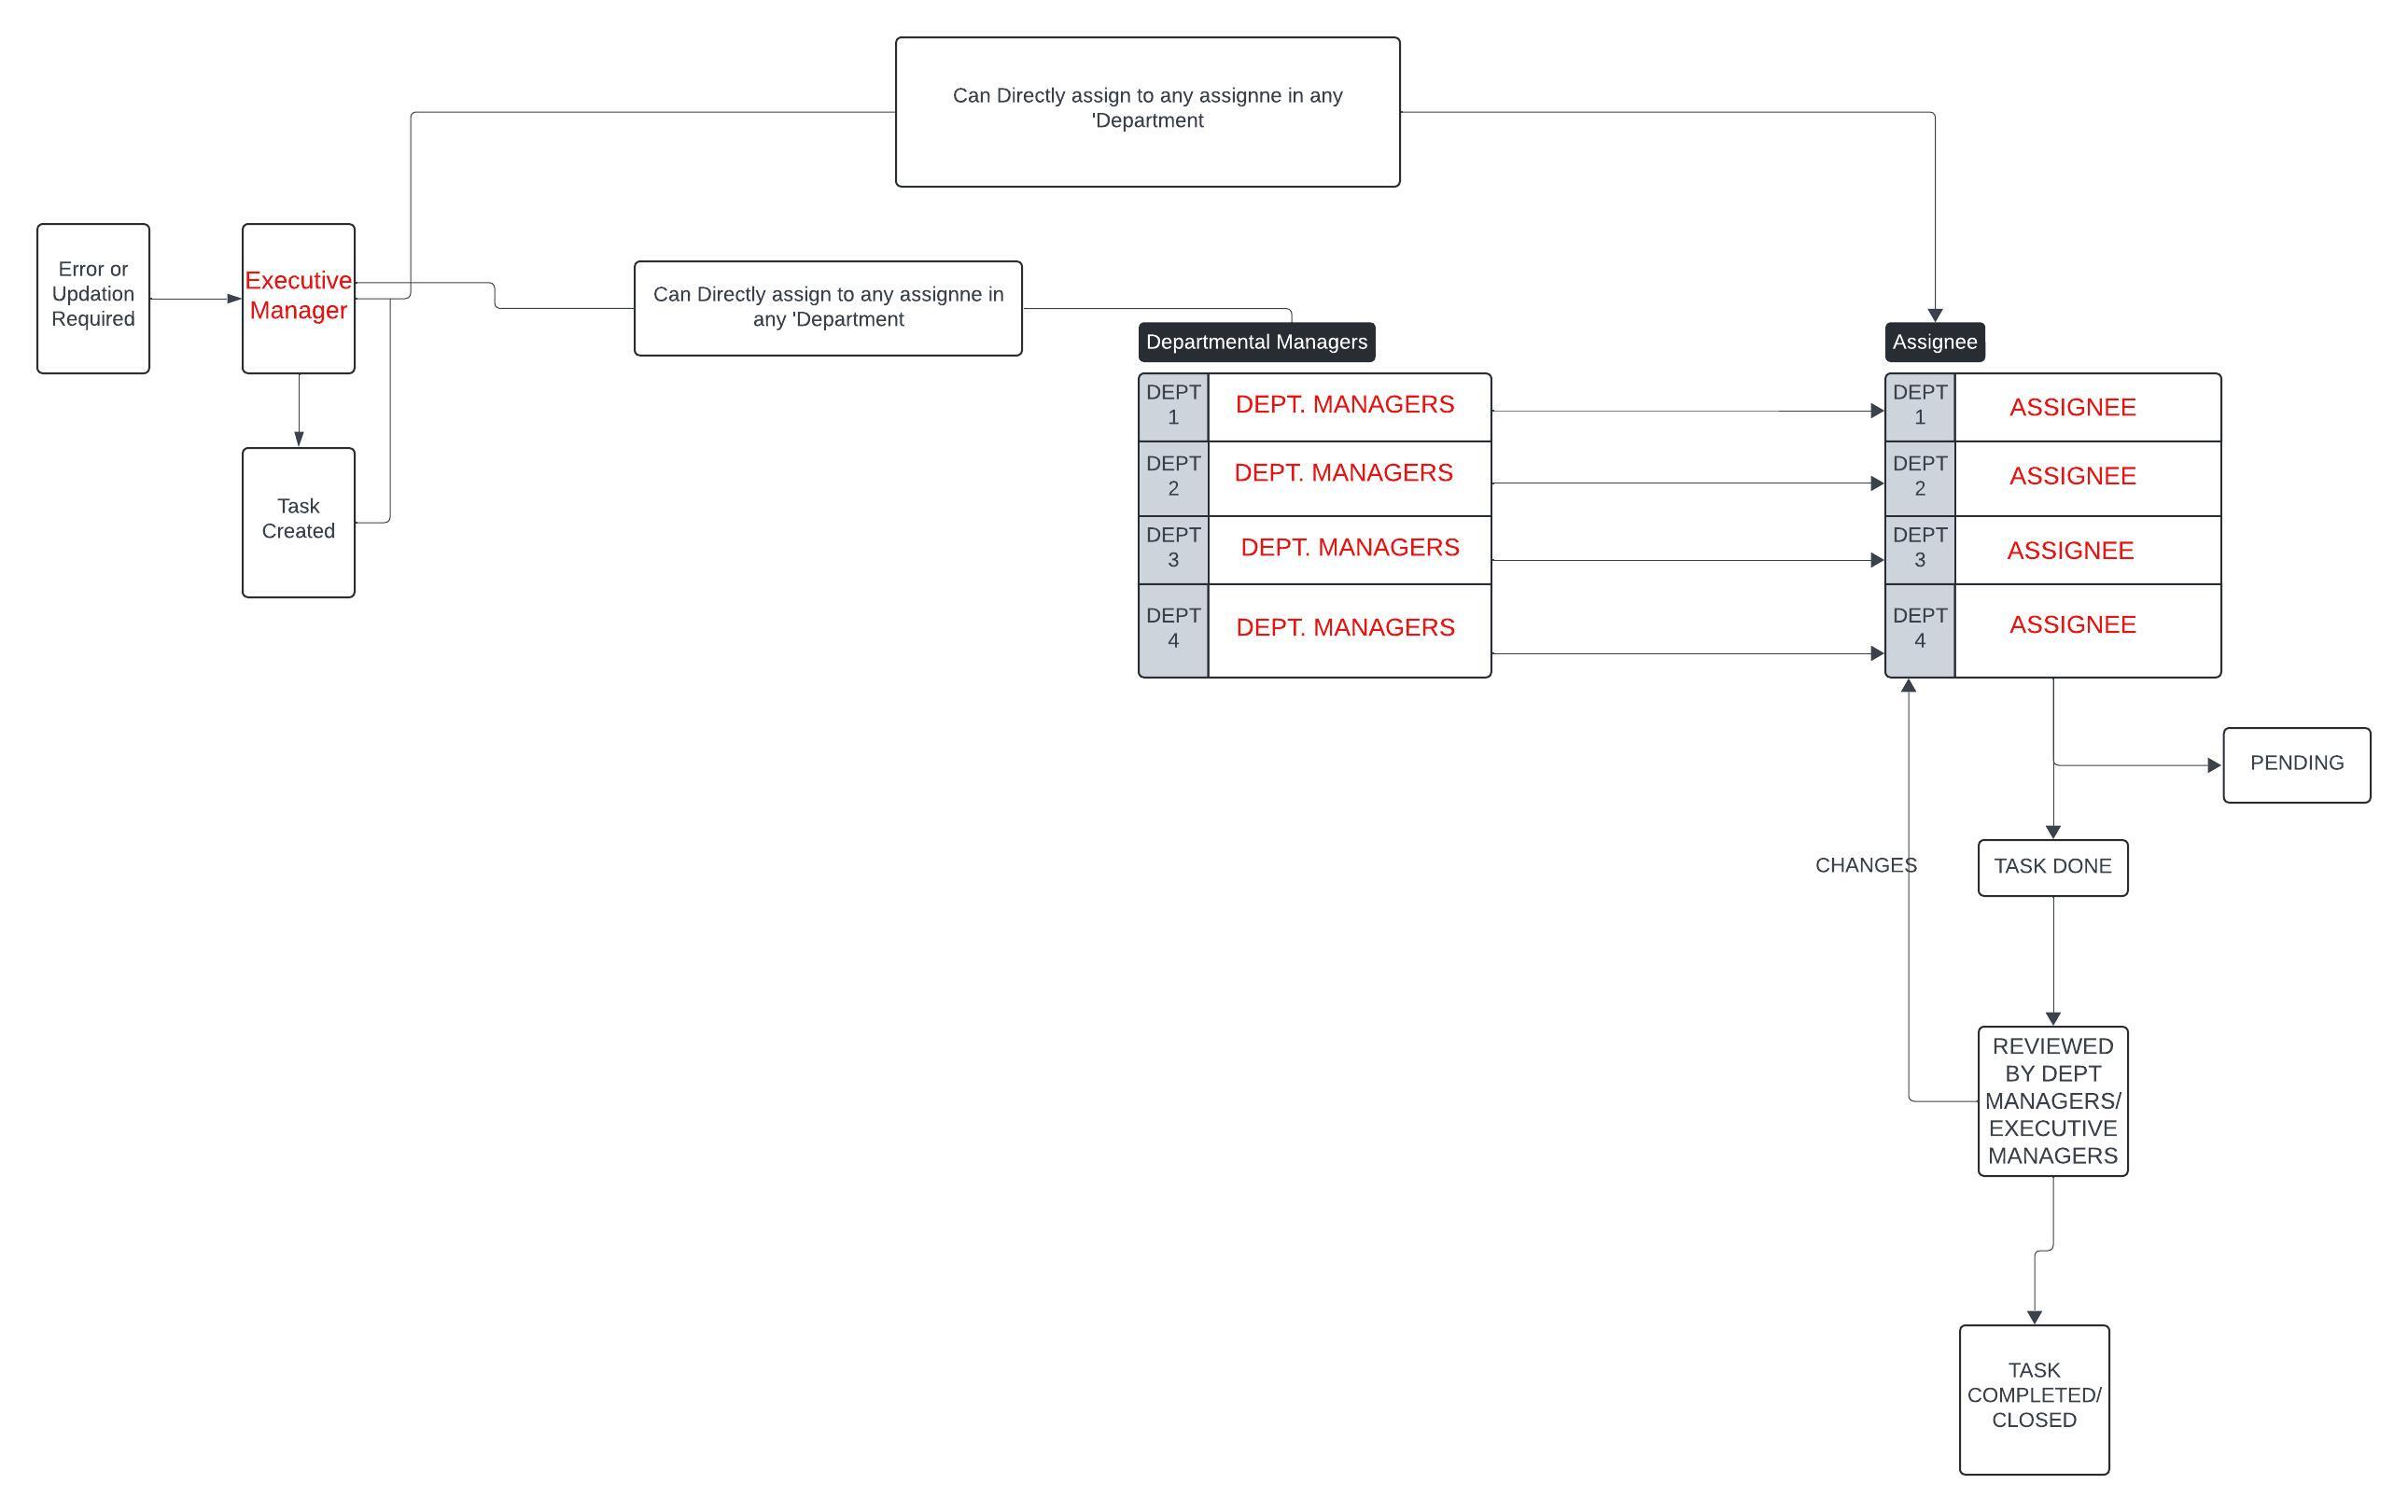 Can Directly assign to any assignne in any
'Department
Error or
Updation
Required
Executive
Manager
Can Directly assign to any assignne in
any 'Department
Departmental Managers
Assignee
DEPT
1
DEPT. MANAGERS
DEPT
1
ASSIGNEE
DEPT
2
DEPT. MANAGERS
DEPT
2
ASSIGNEE
Task
Created
DEPT
3
DEPT. MANAGERS
DEPT
3
ASSIGNEE
DEPT
4
DEPT. MANAGERS
DEPT
4
ASSIGNEE
PENDING
CHANGES
TASK DONE
REVIEWED
BY DEPT
MANAGERS/
EXECUTIVE
MANAGERS
TASK
COMPLETED/
CLOSED